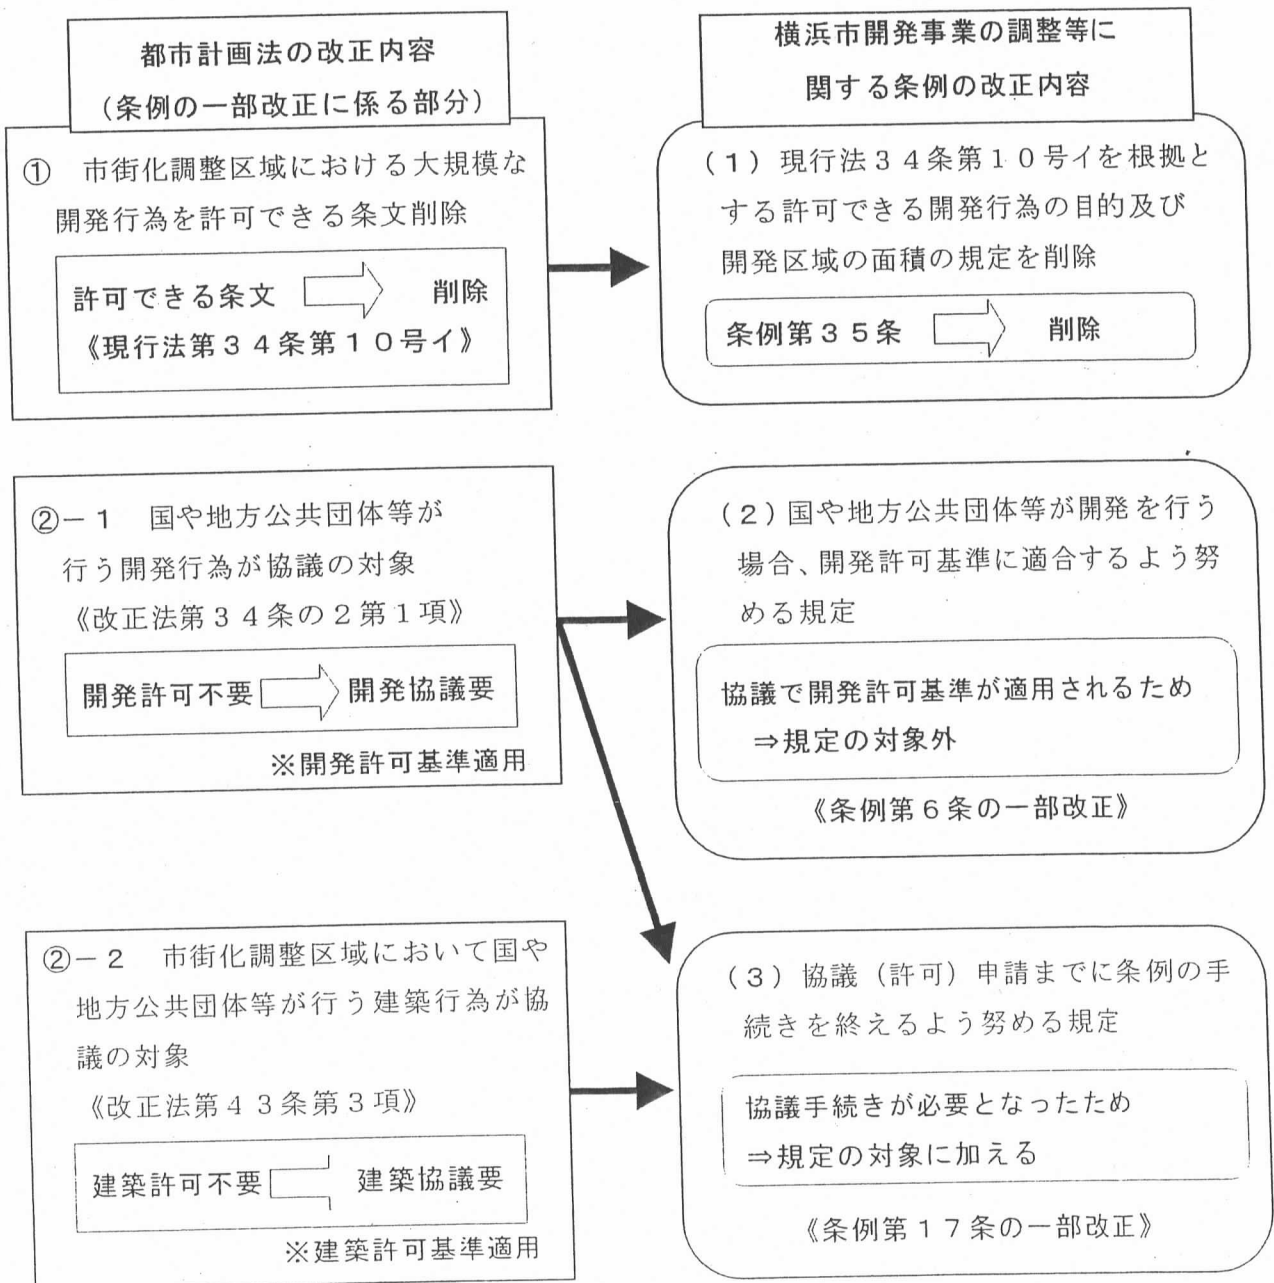 都市計画法の改正内容
(条例の一部改正に係る部分)
① 市街化調整区域における大規模な
開発行為を許可できる条文削除
許可できる条文 削除
《現行法第34条第10号イ》
横浜市開発事業の調整等に
関する条例の改正内容
(1)現行法34条第10号イを根拠と
する許可できる開発行為の目的及び
開発区域の面積の規定を削除
条例第35条 削除
②-1 国や地方公共団体等が
行う開発行為が協議の対象
《改正法第34条の2第1項》
開発許可不要 開発協議要
※開発許可基準適用
(2)国や地方公共団体等が開発を行う
場合、開発許可基準に適合するよう努
める規定
協議で開発許可基準が適用されるため
⇒規定の対象外
《条例第6条の一部改正》
②-2 市街化調整区域において国や
地方公共団体等が行う建築行為が協
議の対象
《改正法第43条第3項》
建築許可不要 建築協議要
※建築許可基準適用
(3)協議(許可)申請までに条例の手
続きを終えるよう努める規定
協議手続きが必要となったため
⇒規定の対象に加える
《条例第17条の一部改正》